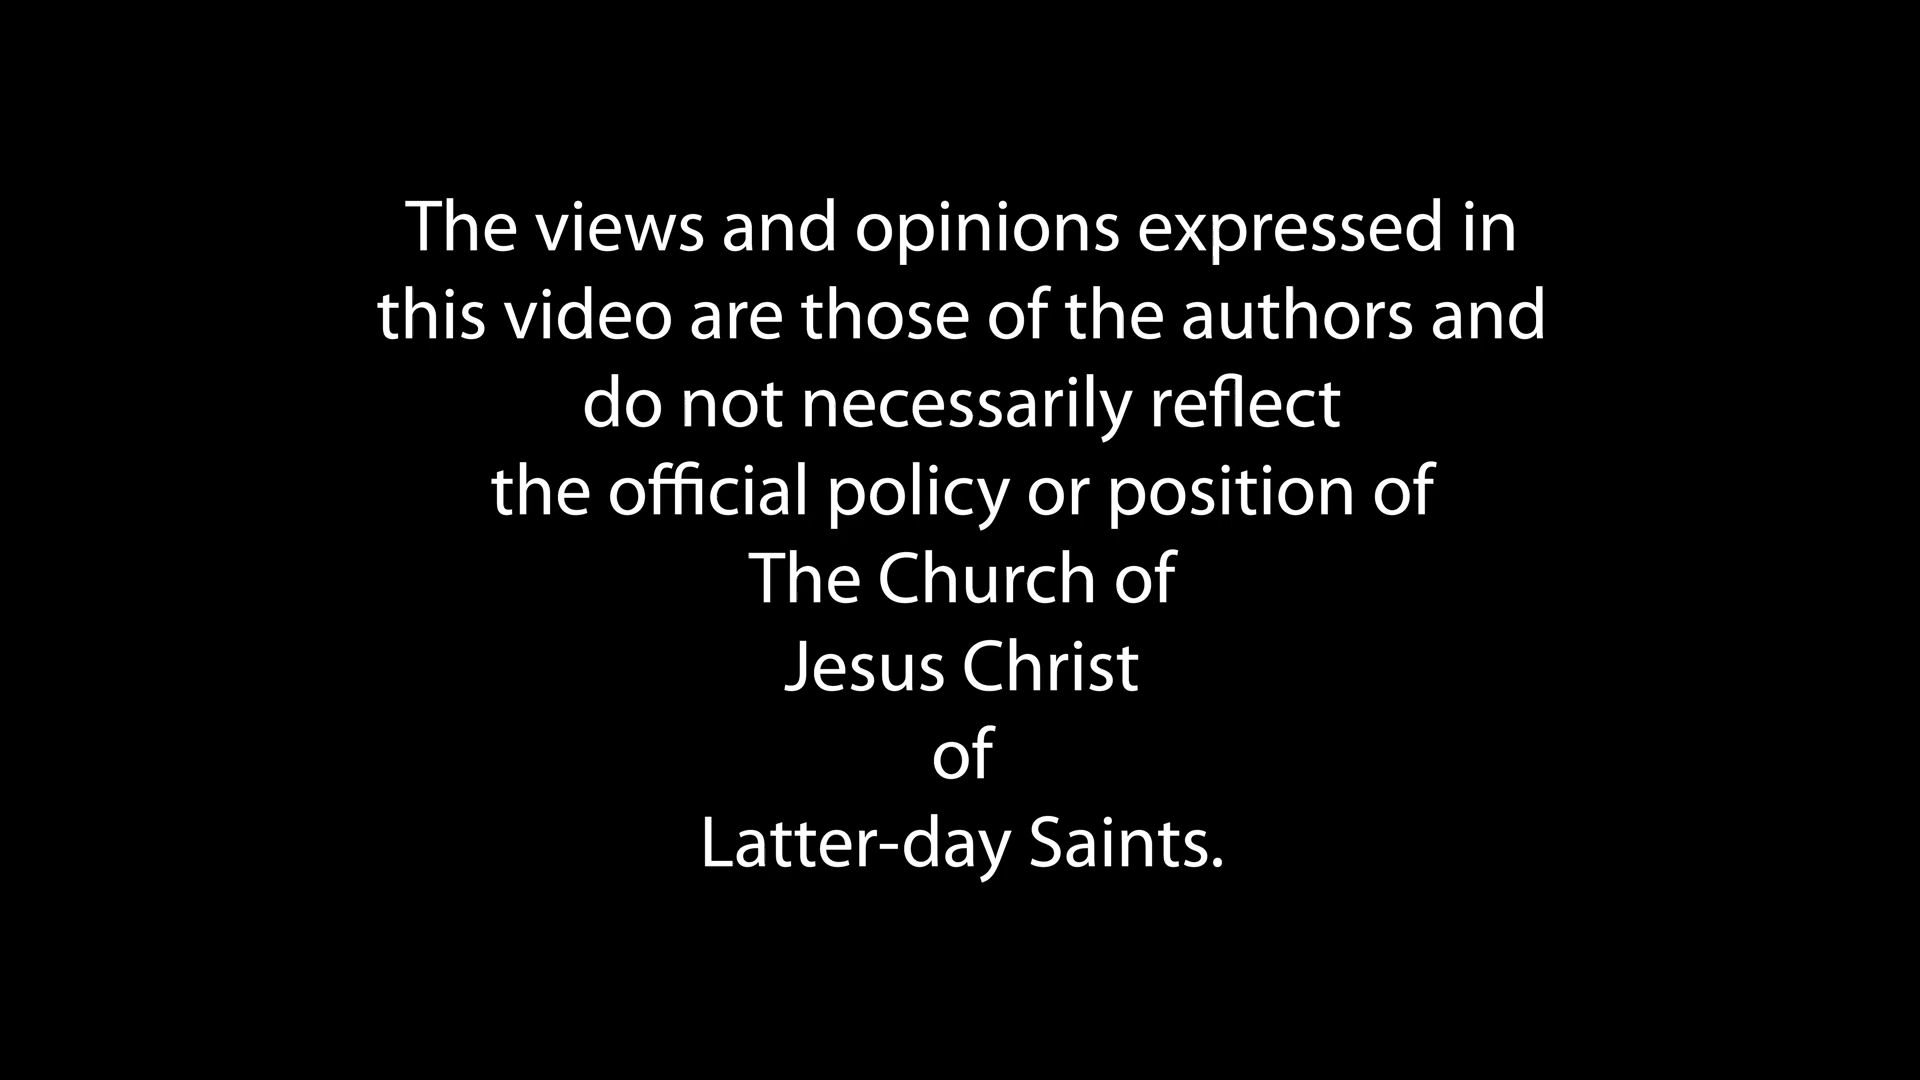 The views and opinions expressed in
this video are those of the authors and
do not necessarily reflect
the official policy or position of
The Church of
Jesus Christ
of
Latter-day Saints.